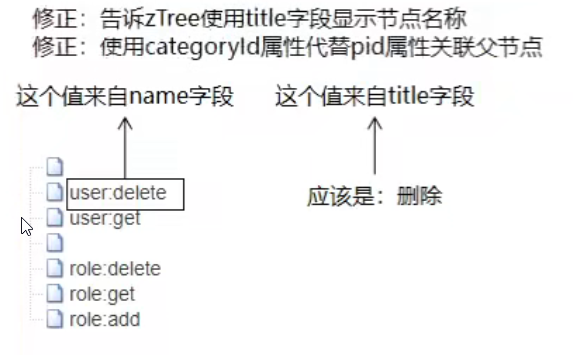 修正：告诉zTree使用title字段显示节点名称
修正：使用categoryId属性代替pid属性关联父节点
这个值来自name字段 这个值来自title字段
user:delete 应该是：删除
user:get
role:delete
role:get
role:add